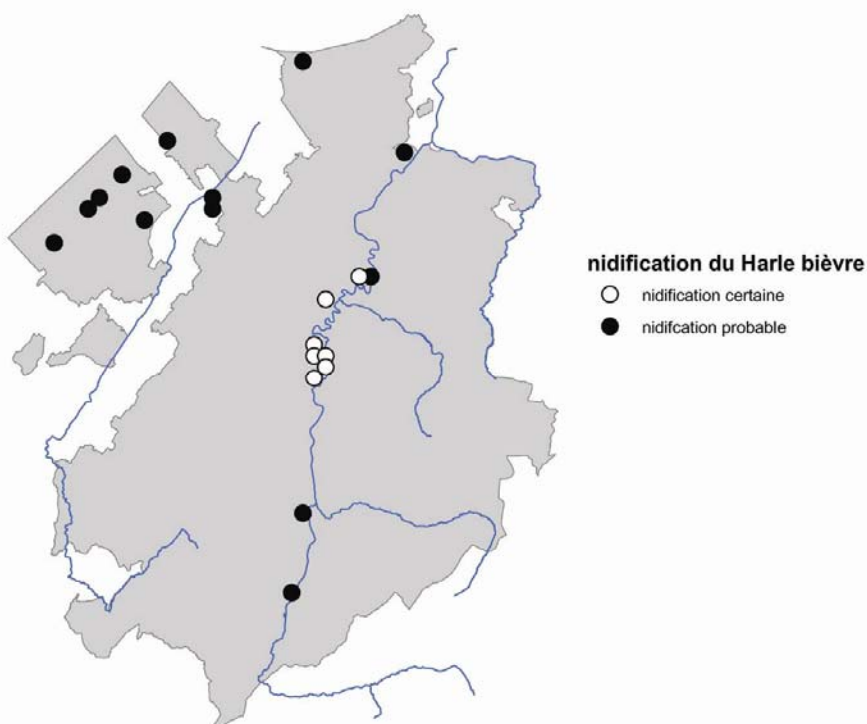 nidification du Harle bièvre
nidification certaine
nidifcation probable